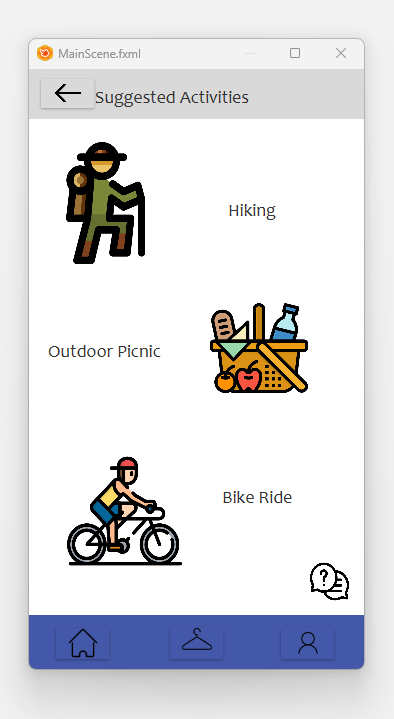 MainScene.fxml
Suggested Activities
Hiking
Outdoor Picnic
Bike Ride
?